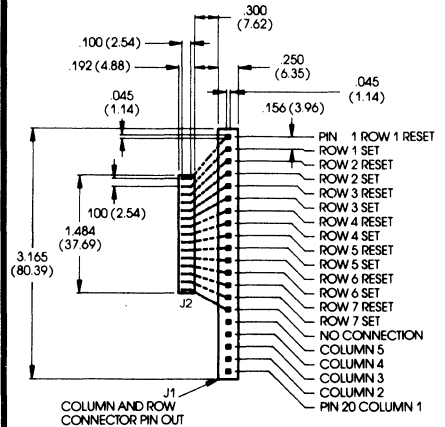 .300
(7.62)
.100 (2.54)
.192 (4.88)
.250
(6.35)
.045
(1.14)
.045
(1.14)
.156 (3.96)
PIN 1 ROW 1 RESET
ROW 1 SET
ROW 2 RESET
ROW 2 SET
ROW 3 RESET
ROW 3 SET
ROW 4 RESET
ROW 4 SET
ROW 5 RESET
ROW 5 SET
ROW 6 RESET
ROW 6 SET
ROW 7 RESET
ROW 7 SET
NO CONNECTION
COLUMN 5
COLUMN 4
COLUMN 3
COLUMN 2
PIN 20 COLUMN 1
.100 (2.54)
1.484
(37.69)
3.165
(80.39)
J2
J1
COLUMN AND ROW
CONNECTOR PIN OUT